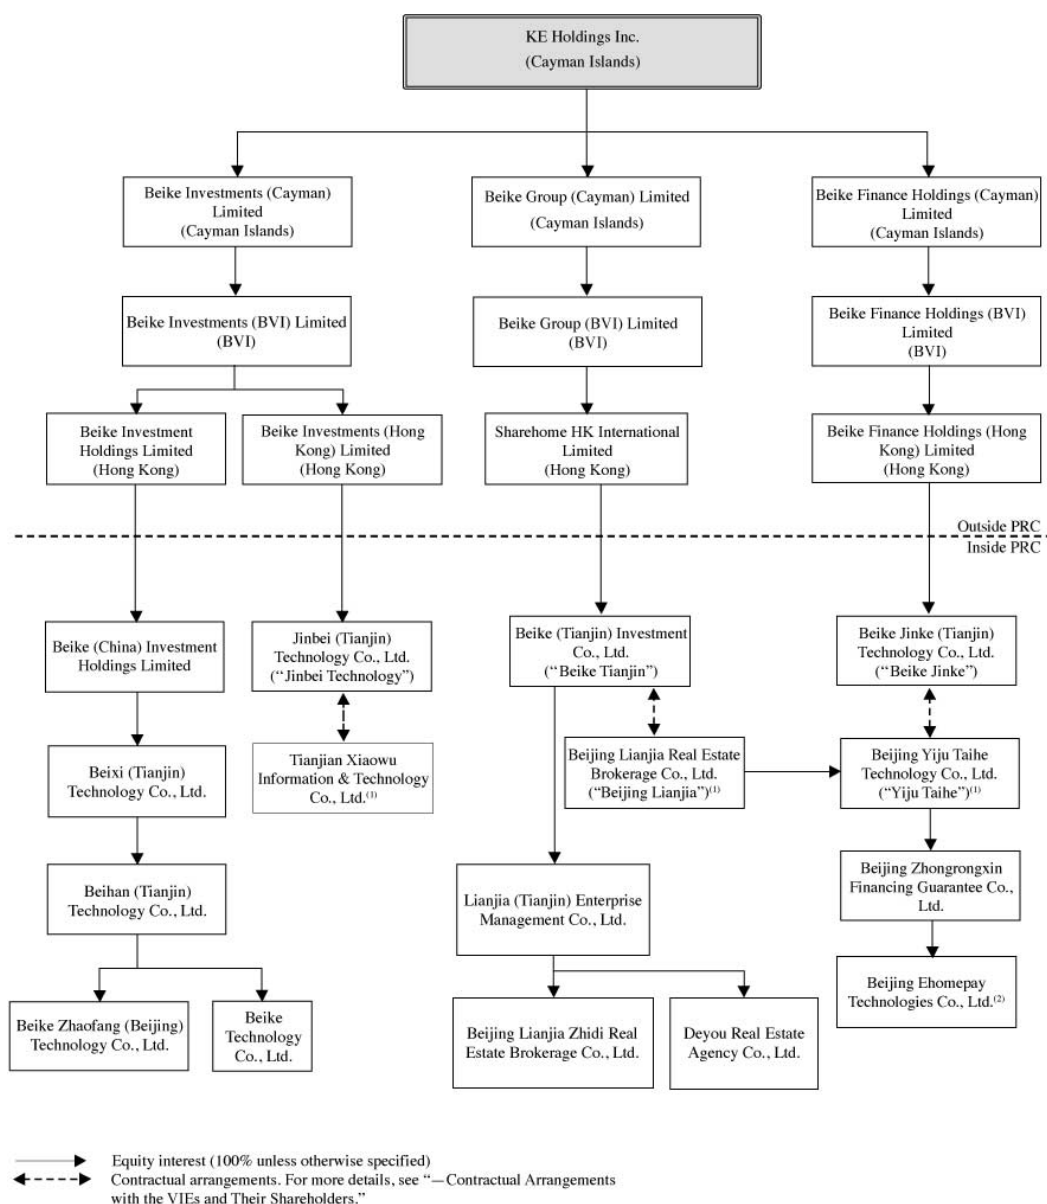 KE Holdings Inc.
(Cayman Islands)
Beike Investments (Cayman)
Limited
(Cayman Islands)
Beike Group (Cayman) Limited
(Cayman Islands)
Beike Finance Holdings (Cayman)
Limited
(Cayman Islands)
Beike Investments (BVI) Limited
(BVI)
Beike Group (BVI) Limited
(BVI)
Beike Finance Holdings (BVI)
Limited
(BVI)
Beike Investment
Holdings Limited
(Hong Kong)
Beike Investments (Hong
Kong) Limited
(Hong Kong)
Sharehome HK International
Limited
(Hong Kong)
Beike Finance Holdings (Hong
Kong) Limited
(Hong Kong)
Outside PRC
Inside PRC
Beike (China) Investment
Holdings Limited
Jinbei (Tianjin)
Technology Co., Ltd.
(“Jinbei Technology”)
Beike (Tianjin) Investment
Co., Ltd.
(“Beike Tianjin”)
Beike Jinke (Tianjin)
Technology Co., Ltd.
(“Beike Jinke”)
Beixi (Tianjin)
Technology Co., Ltd.
Tianjian Xiaowu
Information & Technology
Co., Ltd.(1)
Beijing Lianjia Real Estate
Brokerage Co., Ltd.
(“Beijing Lianjia”)(1)
Beijing Yiju Taihe
Technology Co., Ltd.
(“Yiju Taihe”)(1)
Beihan (Tianjin)
Technology Co., Ltd.
Lianjia (Tianjin) Enterprise
Management Co., Ltd.
Beijing Zhongrongxin
Financing Guarantee Co.,
Ltd.
Beike Zhaofang (Beijing)
Technology Co., Ltd.
Beike
Technology
Co., Ltd.
Beijing Lianjia Zhidi Real
Estate Brokerage Co., Ltd.
Deyou Real Estate
Agency Co., Ltd.
Beijing Ehomepay
Technologies Co., Ltd.(2)
Equity interest (100% unless otherwise specified)
Contractual arrangements. For more details, see “—Contractual Arrangements
with the VIEs and Their Shareholders.”